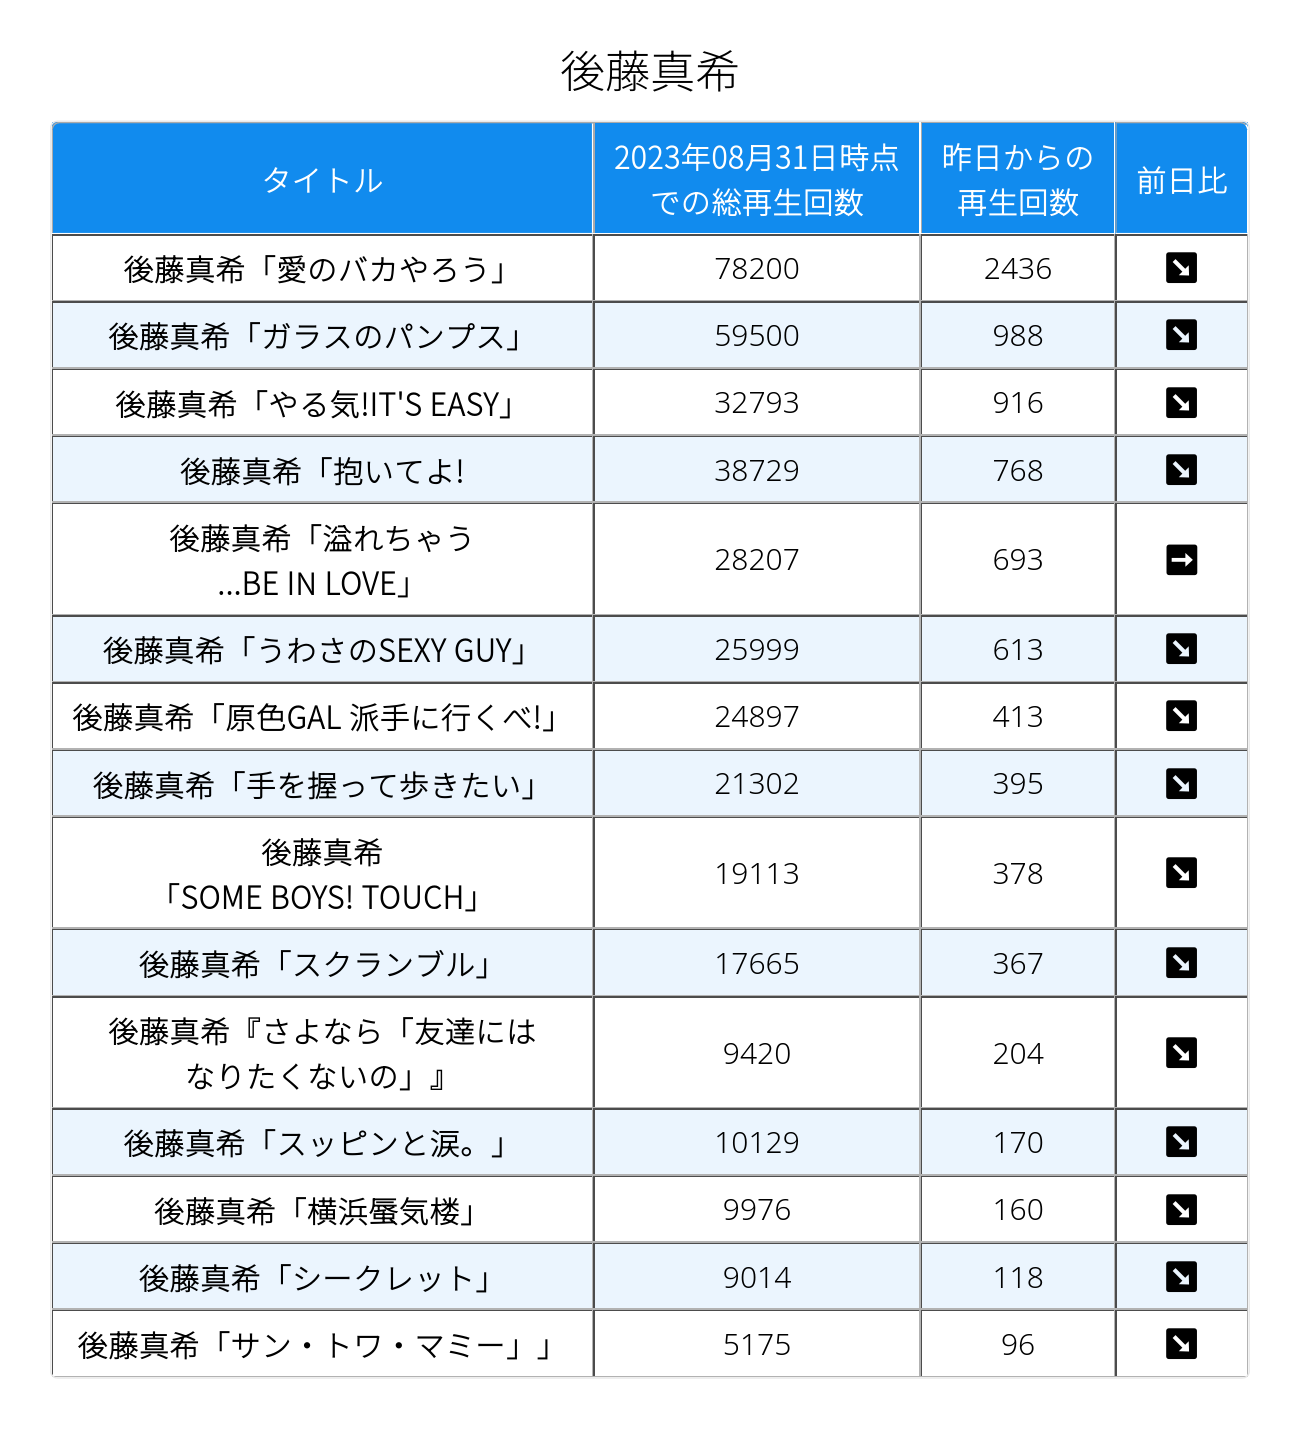 後藤真希
タイトル
2023年08月31日時点
での総再生回数
昨日からの
再生回数
前日比
後藤真希「愛のバカやろう」 78200 2436 ↘
後藤真希「ガラスのパンプス」 59500 988 ↘
後藤真希「やる気!IT'S EASY」 32793 916 ↘
後藤真希「抱いてよ! 38729 768 ↘
後藤真希「溢れちゃう
...BE IN LOVE」 28207 693 →
後藤真希「うわさのSEXY GUY」 25999 613 ↘
後藤真希「原色GAL 派手に行くべ!」 24897 413 ↘
後藤真希「手を握って歩きたい」 21302 395 ↘
後藤真希
「SOME BOYS! TOUCH」 19113 378 ↘
後藤真希「スクランブル」 17665 367 ↘
後藤真希『さよなら「友達には
なりたくないの」』 9420 204 ↘
後藤真希「スッピンと涙。」 10129 170 ↘
後藤真希「横浜蜃気楼」 9976 160 ↘
後藤真希「シークレット」 9014 118 ↘
後藤真希「サン・トワ・マミー」」 5175 96 ↘